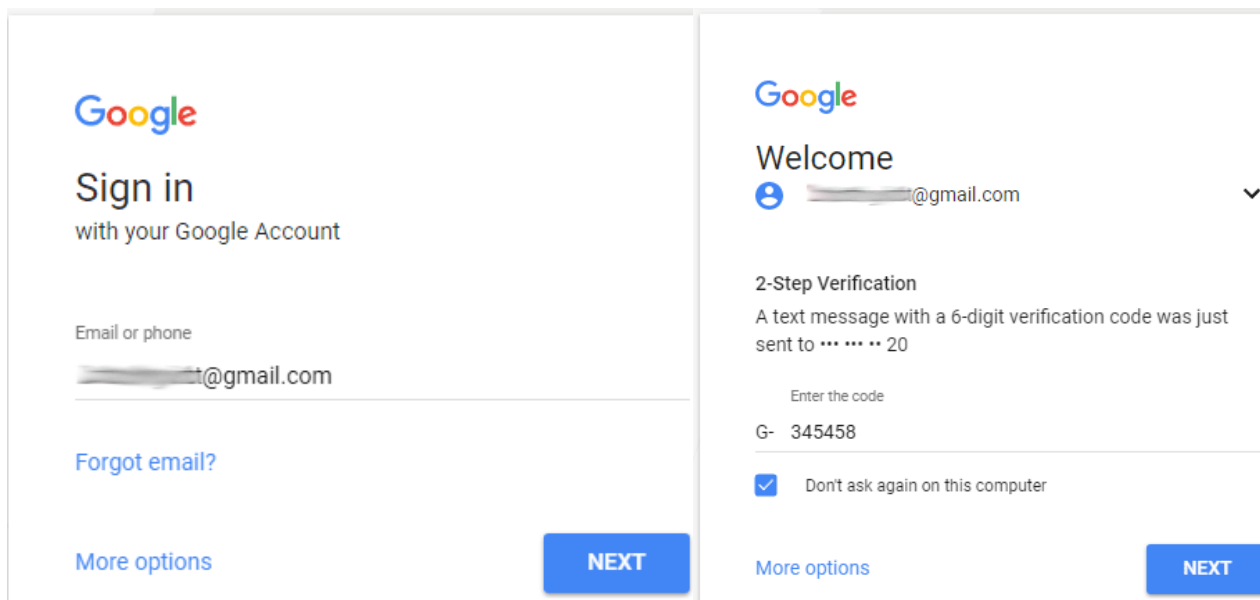 Google
Sign in
with your Google Account
Email or phone
@gmail.com
Forgot email?
More options
NEXT
Google
Welcome
@gmail.com
2-Step Verification
A text message with a 6-digit verification code was just
sent to ••• ••• •• 20
Enter the code
G- 345458
Don't ask again on this computer
More options
NEXT